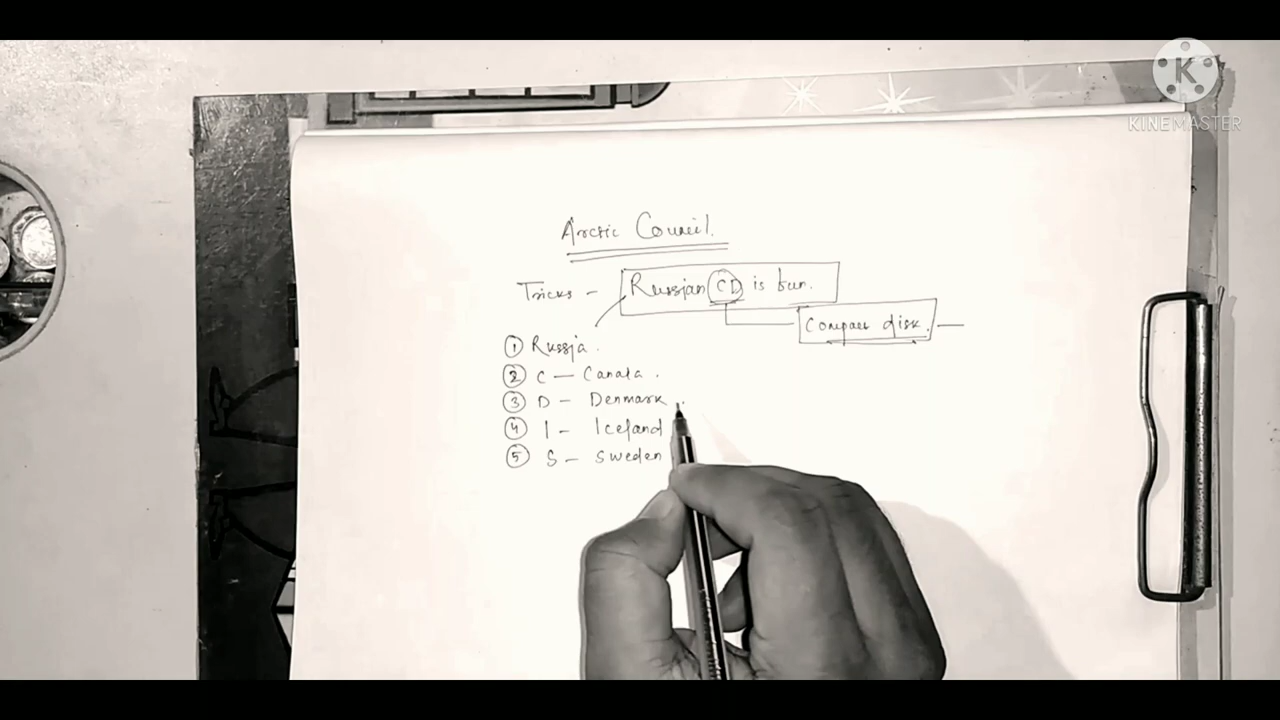 K
KINEMASTER
Arctic Council.
Tricks - Russian CD is fun.
Compact disk. -
① Russia.
② C - Canada.
③ D - Denmark.
④ I - Iceland
⑤ S - Sweden